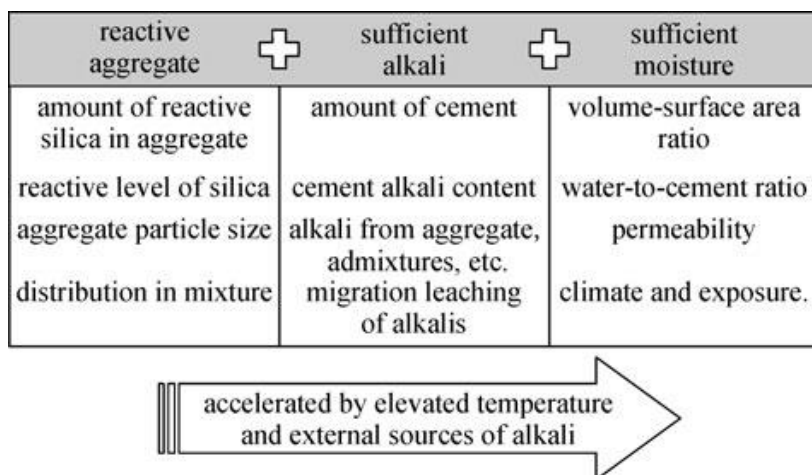 reactive
aggregate
sufficient
alkali
sufficient
moisture
amount of reactive
silica in aggregate
amount of cement
volume-surface area
ratio
reactive level of silica
cement alkali content
water-to-cement ratio
aggregate particle size
alkali from aggregate,
admixtures, etc.
permeability
distribution in mixture
migration leaching
of alkalis
climate and exposure.
accelerated by elevated temperature
and external sources of alkali